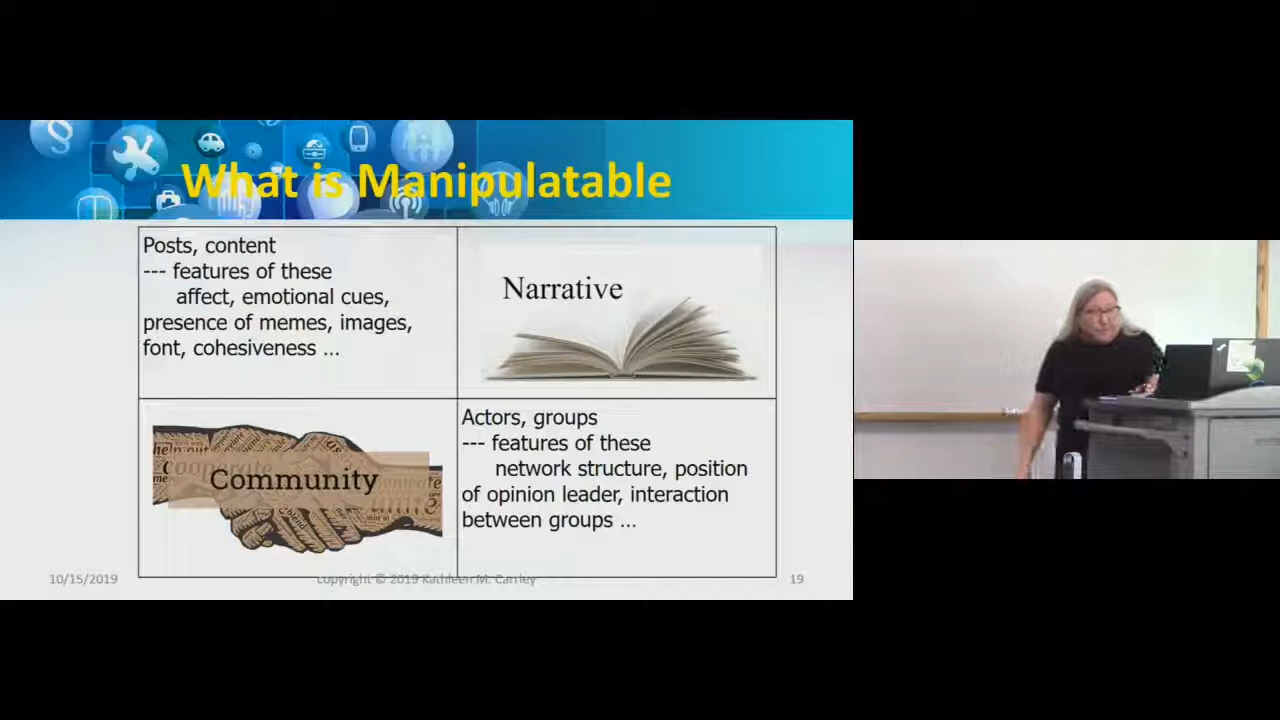 What is Manipulatable
Posts, content
--- features of these
affect, emotional cues,
presence of memes, images,
font, cohesiveness ...
Narrative
cooperate
Community
Actors, groups
--- features of these
network structure, position
of opinion leader, interaction
between groups ...
10/15/2019
copyright © 2019 Kathleen M. Carley
19